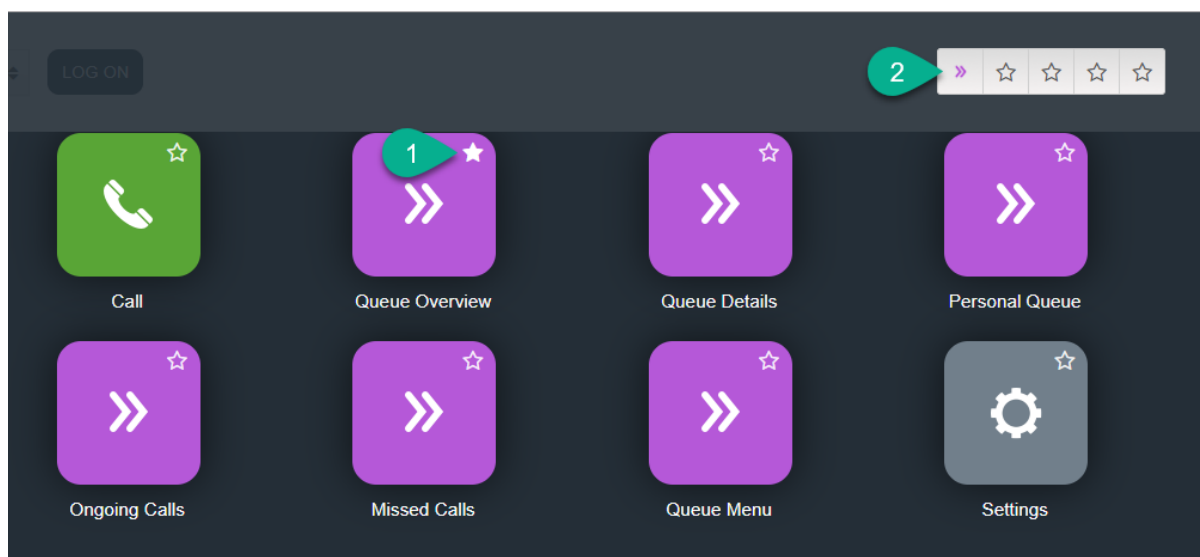 LOG ON
2
1
Call
Queue Overview
Queue Details
Personal Queue
Ongoing Calls
Missed Calls
Queue Menu
Settings